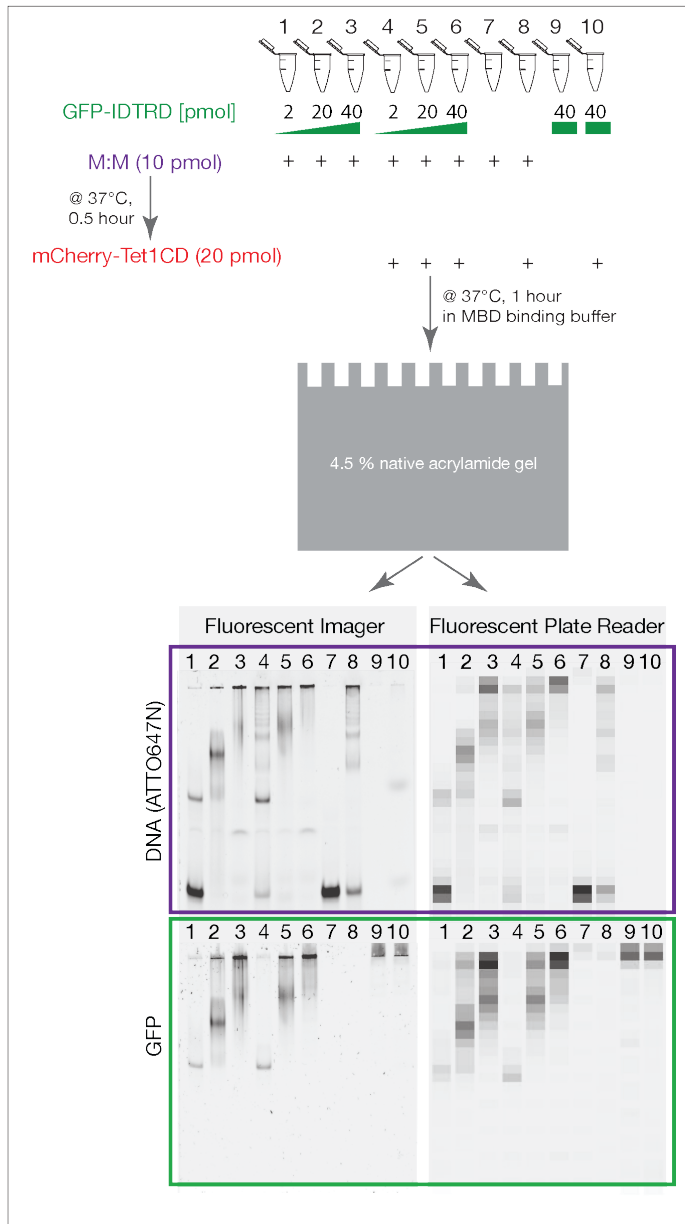 1 2 3 4 5 6 7 8 9 10
GFP-IDTRD [pmol] 2 20 40 2 20 40 40 40
M:M (10 pmol) + + + + + + + +
@ 37°C,
0.5 hour
mCherry-Tet1CD (20 pmol) + + + + +
@ 37°C, 1 hour
in MBD binding buffer
4.5 % native acrylamide gel
Fluorescent Imager Fluorescent Plate Reader
DNA (ATTO647N)
1 2 3 4 5 6 7 8 9 10 1 2 3 4 5 6 7 8 9 10
GFP
1 2 3 4 5 6 7 8 9 10 1 2 3 4 5 6 7 8 9 10